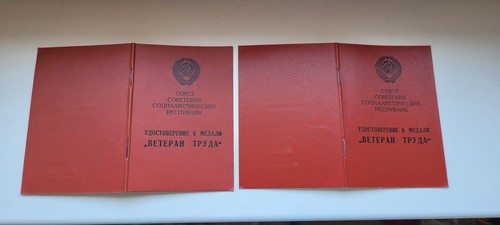 СОЮЗ
СОВЕТСКИХ
СОЦИАЛИСТИЧЕСКИХ
РЕСПУБЛИК
УДОСТОВЕРЕНИЕ К МЕДАЛИ
„ВЕТЕРАН ТРУДА“
СОЮЗ
СОВЕТСКИХ
СОЦИАЛИСТИЧЕСКИХ
РЕСПУБЛИК
УДОСТОВЕРЕНИЕ К МЕДАЛИ
„ВЕТЕРАН ТРУДА“